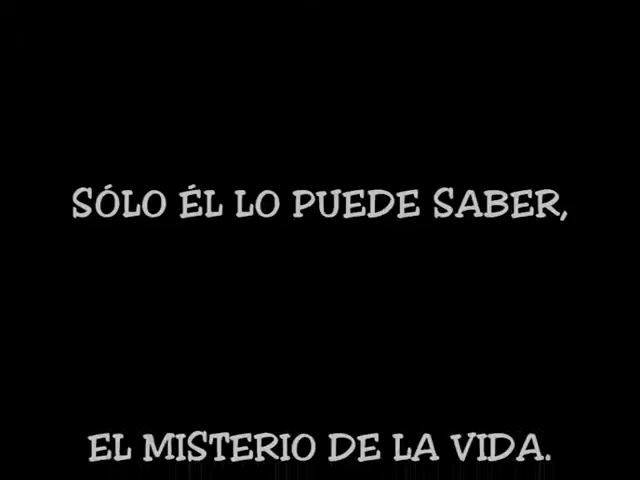 SÓLO ÉL LO PUEDE SABER,
EL MISTERIO DE LA VIDA.